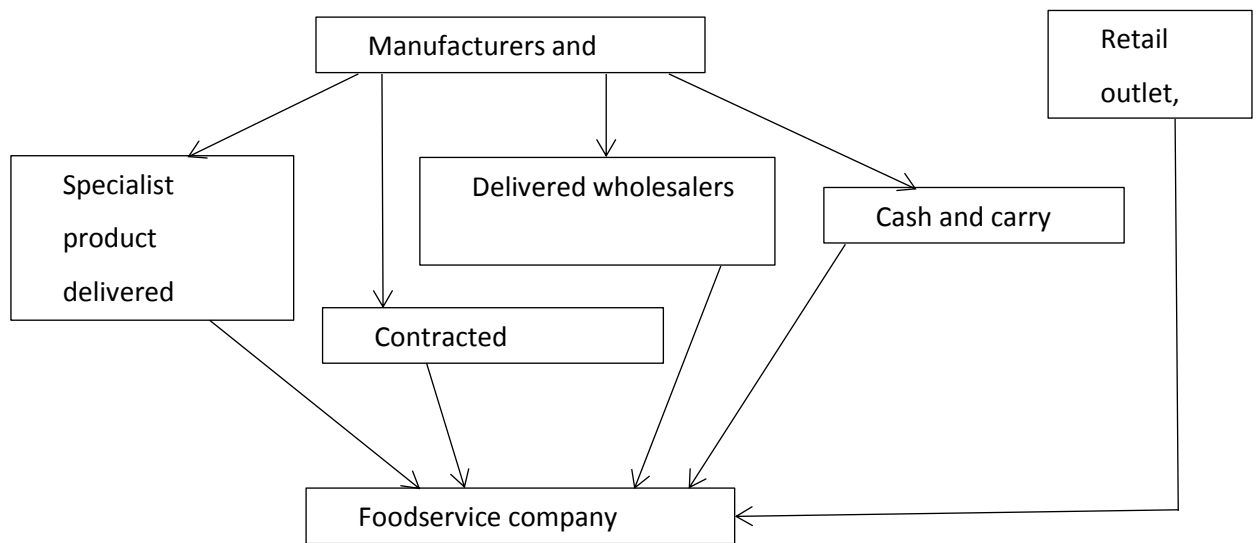 Manufacturers and
Retail
outlet,
Specialist
product
delivered
Delivered wholesalers
Cash and carry
Contracted
Foodservice company